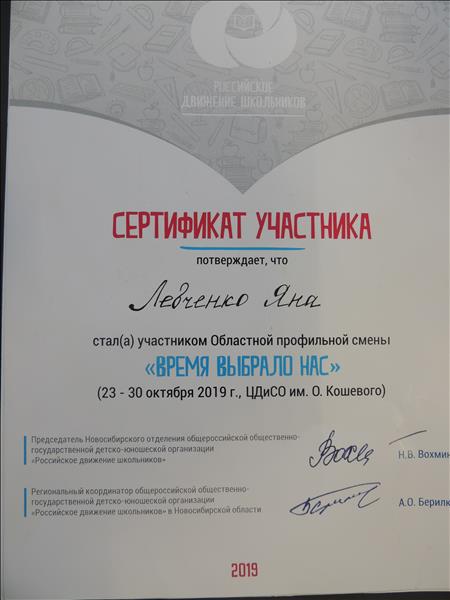 РОССИЙСКОЕ
ДВИЖЕНИЕ ШКОЛЬНИКОВ
СЕРТИФИКАТ УЧАСТНИКА
потверждает, что
Левченко Яна
стал(а) участником Областной профильной смены
«ВРЕМЯ ВЫБРАЛО НАС»
(23 - 30 октября 2019 г., ЦДиСО им. О. Кошевого)
Председатель Новосибирского отделения общероссийской общественно-
государственной детско-юношеской организации
«Российское движение школьников»
Н.В. Вохмин
Региональный координатор общероссийской общественно-
государственной детско-юношеской организации
«Российское движение школьников» в Новосибирской области
А.О. Берилк
2019